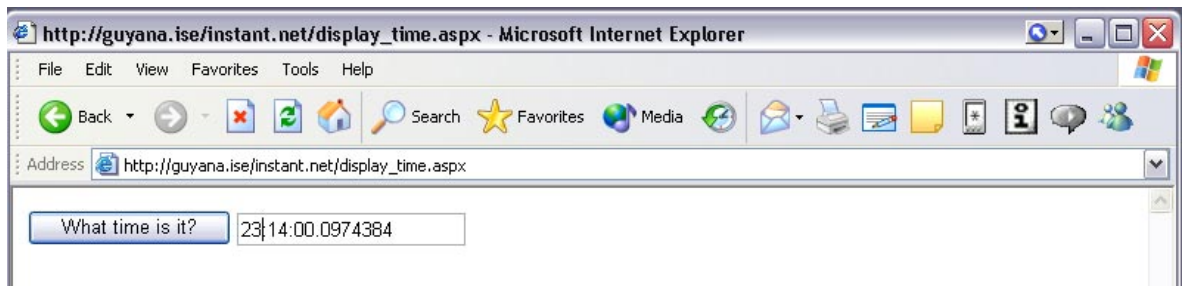 http://guyana.ise/instant.net/display_time.aspx - Microsoft Internet Explorer
File Edit View Favorites Tools Help
Back Search Favorites Media
Address http://guyana.ise/instant.net/display_time.aspx
What time is it? 23:14:00.0974384